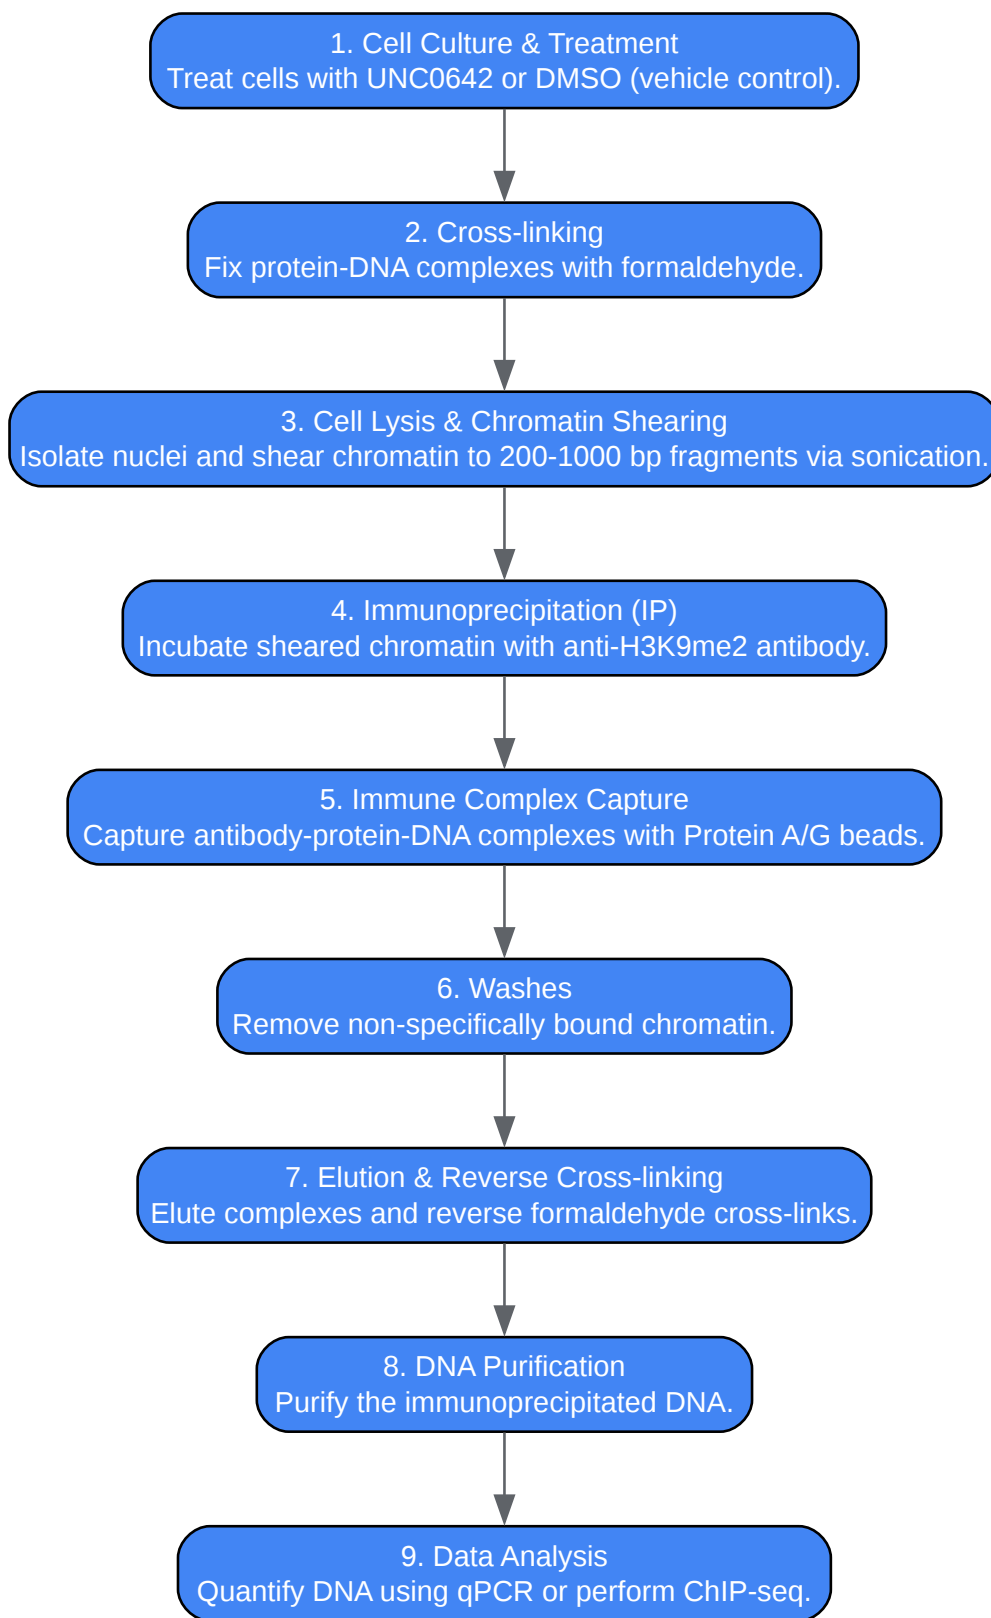 1. Cell Culture & Treatment
Treat cells with UNC0642 or DMSO (vehicle control).
2. Cross-linking
Fix protein-DNA complexes with formaldehyde.
3. Cell Lysis & Chromatin Shearing
Isolate nuclei and shear chromatin to 200-1000 bp fragments via sonication.
4. Immunoprecipitation (IP)
Incubate sheared chromatin with anti-H3K9me2 antibody.
5. Immune Complex Capture
Capture antibody-protein-DNA complexes with Protein A/G beads.
6. Washes
Remove non-specifically bound chromatin.
7. Elution & Reverse Cross-linking
Elute complexes and reverse formaldehyde cross-links.
8. DNA Purification
Purify the immunoprecipitated DNA.
9. Data Analysis
Quantify DNA using qPCR or perform ChIP-seq.